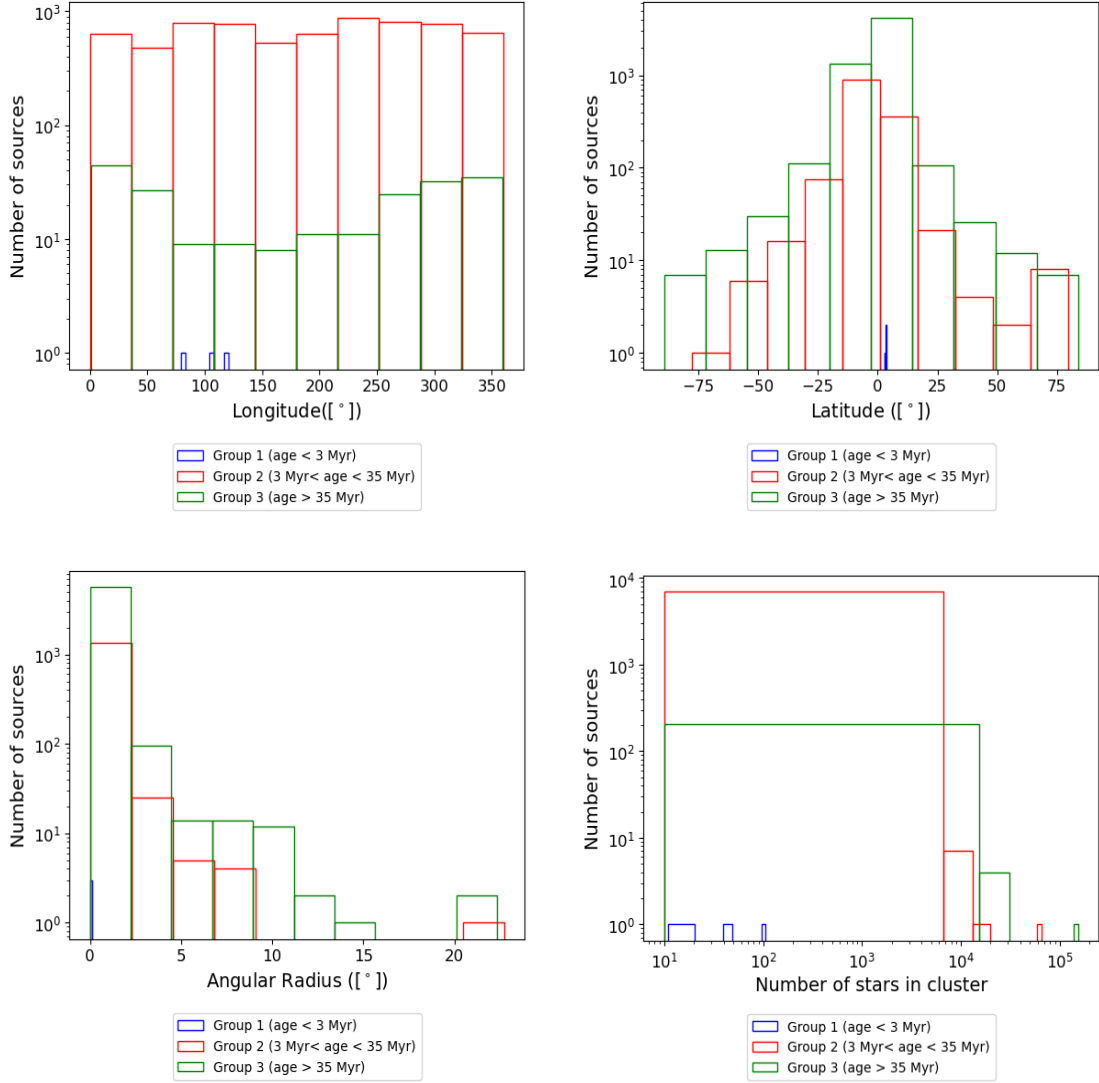 10³
10²
10¹
10⁰
Number of sources
0 50 100 150 200 250 300 350
Longitude([°])
Group 1 (age < 3 Myr)
Group 2 (3 Myr< age < 35 Myr)
Group 3 (age > 35 Myr)
10³
10²
10¹
10⁰
Number of sources
−75 −50 −25 0 25 50 75
Latitude ([°])
Group 1 (age < 3 Myr)
Group 2 (3 Myr< age < 35 Myr)
Group 3 (age > 35 Myr)
10³
10²
10¹
10⁰
Number of sources
0 5 10 15 20
Angular Radius ([°])
Group 1 (age < 3 Myr)
Group 2 (3 Myr< age < 35 Myr)
Group 3 (age > 35 Myr)
10⁴
10³
10²
10¹
10⁰
Number of sources
10¹ 10² 10³ 10⁴ 10⁵
Number of stars in cluster
Group 1 (age < 3 Myr)
Group 2 (3 Myr< age < 35 Myr)
Group 3 (age > 35 Myr)